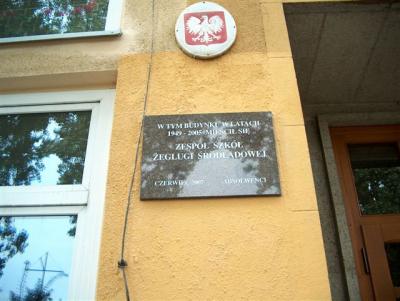 W TYM BUDYNKU W LATACH
1949 - 2005 MIEŚCIŁ SIĘ
ZESPÓŁ SZKÓŁ
ŻEGLUGI ŚRÓDLĄDOWEJ
CZERWIEC 2007 ABSOLWENCI